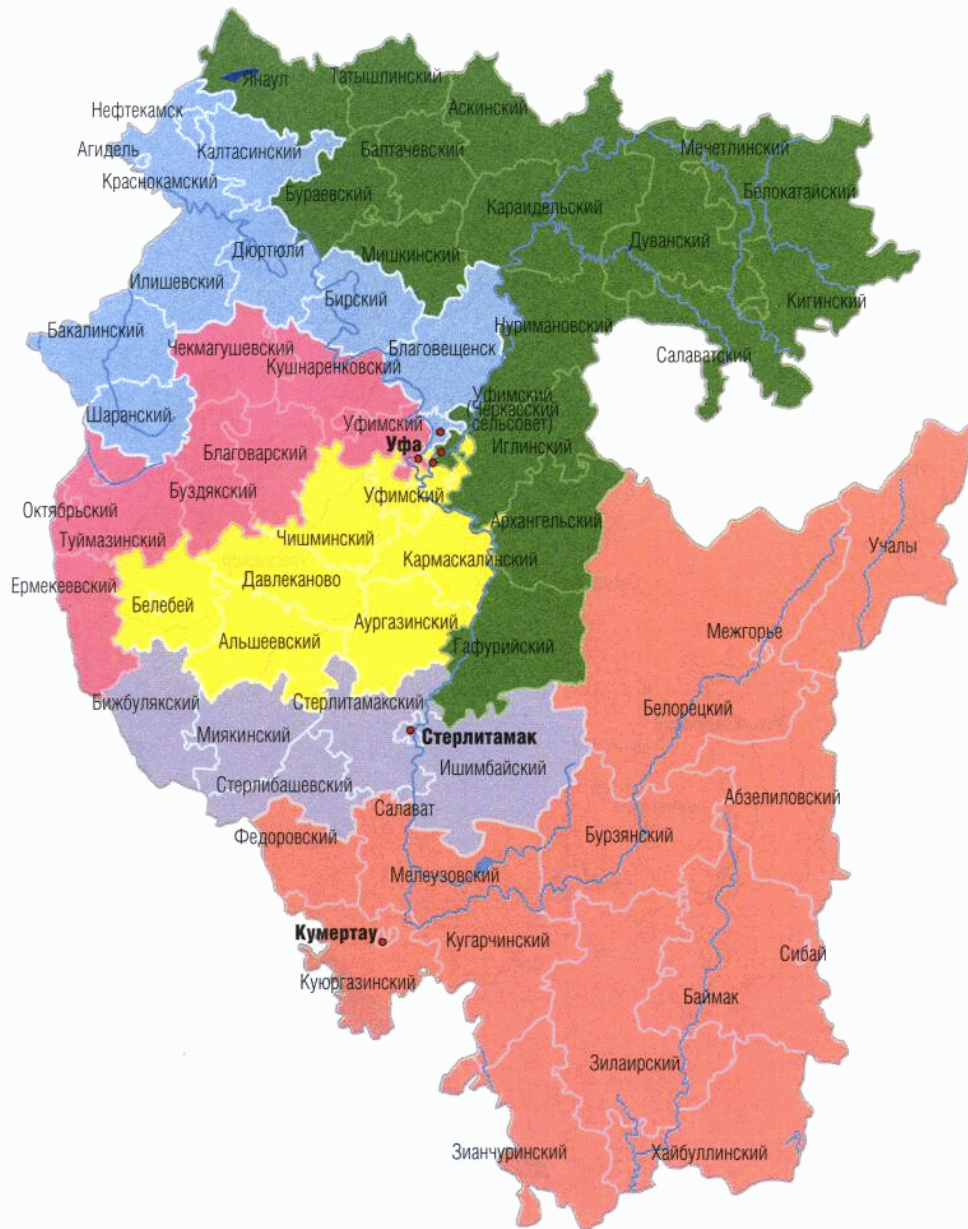 Янаул
Татышлинский
Аскинский
Нефтекамск
Агидель
Калтасинский
Балтачевский
Мечетлинский
Краснокамский
Бураевский
Караидельский
Белокатайский
Дюртюли
Мишкинский
Дуванский
Илишевский
Бирский
Кигинский
Бакалинский
Чекмагушевский
Кушнаренковский
Благовещенск
Нуримановский
Салаватский
Шаранский
Уфимский
Уфимский
(Черкасский
сельсовет)
Уфа
Иглинский
Благоварский
Буздякский
Уфимский
Октябрьский
Туймазинский
Чишминский
Архангельский
Кармаскалинский
Учалы
Ермекеевский
Давлеканово
Белебей
Аургазинский
Альшеевский
Гафурийский
Межгорье
Бижбулякский
Стерлитамакский
Белорецкий
Миякинский
Стерлитамак
Ишимбайский
Стерлибашевский
Абзелиловский
Салават
Федоровский
Бурзянский
Мелеузовский
Кумертау
Кугарчинский
Сибай
Куюргазинский
Баймак
Зилаирский
Зианчуринский
Хайбуллинский